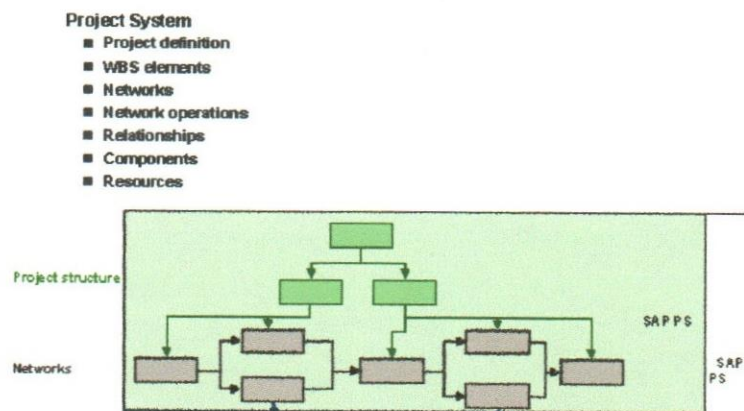 Project System
■ Project definition
■ WBS elements
■ Networks
■ Network operations
■ Relationships
■ Components
■ Resources
Project structure
SAP PS
Networks
SAP
PS